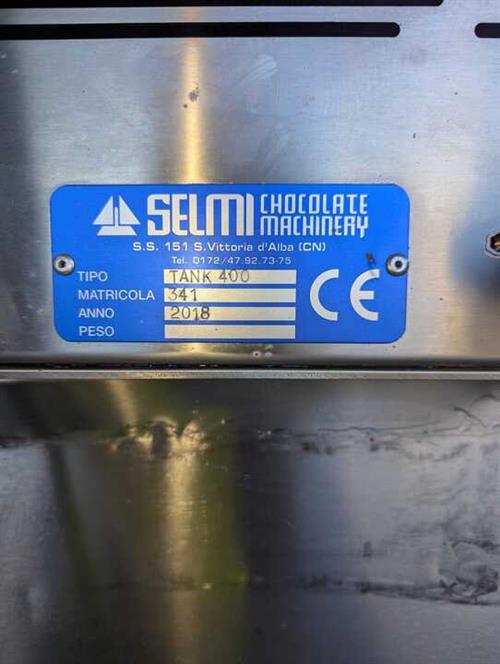 SELMI CHOCOLATE MACHINERY
S.S. 151 S.Vittoria d'Alba (CN)
Tel. 0172/47.92.73-75
TIPO TANK 400
MATRICOLA 341
ANNO 2018
PESO
CE